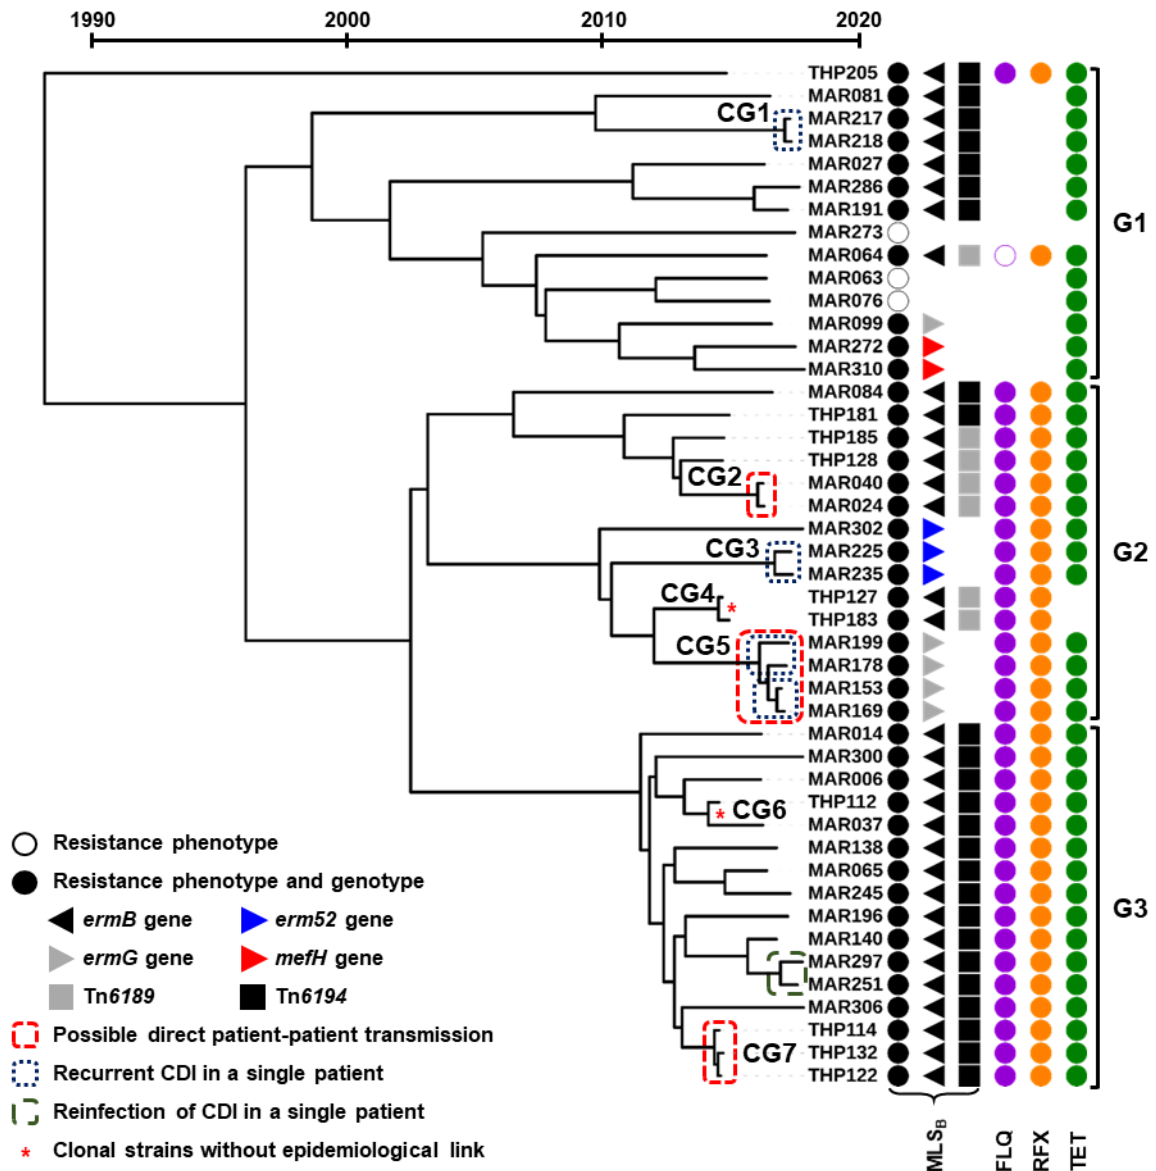 1990 2000 2010 2020
THP205
MAR081
CG1 MAR217
MAR218
MAR027
MAR286
MAR191
G1
MAR273
MAR064
MAR063
MAR076
MAR099
MAR272
MAR310
MAR084
THP181
THP185
THP128
CG2 MAR040
MAR024
MAR302
CG3 MAR225
G2
MAR235
CG4 THP127
THP183
CG5 MAR199
MAR178
MAR153
MAR169
MAR014
MAR300
MAR006
* THP112
CG6
MAR037
MAR138
MAR065
MAR245
G3
MAR196
MAR140
MAR297
MAR251
MAR306
THP114
CG7 THP132
THP122
*
Resistance phenotype
Resistance phenotype and genotype
ermB gene erm52 gene
ermG gene mefH gene
Tn6189 Tn6194
Possible direct patient-patient transmission
Recurrent CDI in a single patient
Reinfection of CDI in a single patient
* Clonal strains without epidemiological link
MLSB FLQ RFX TET